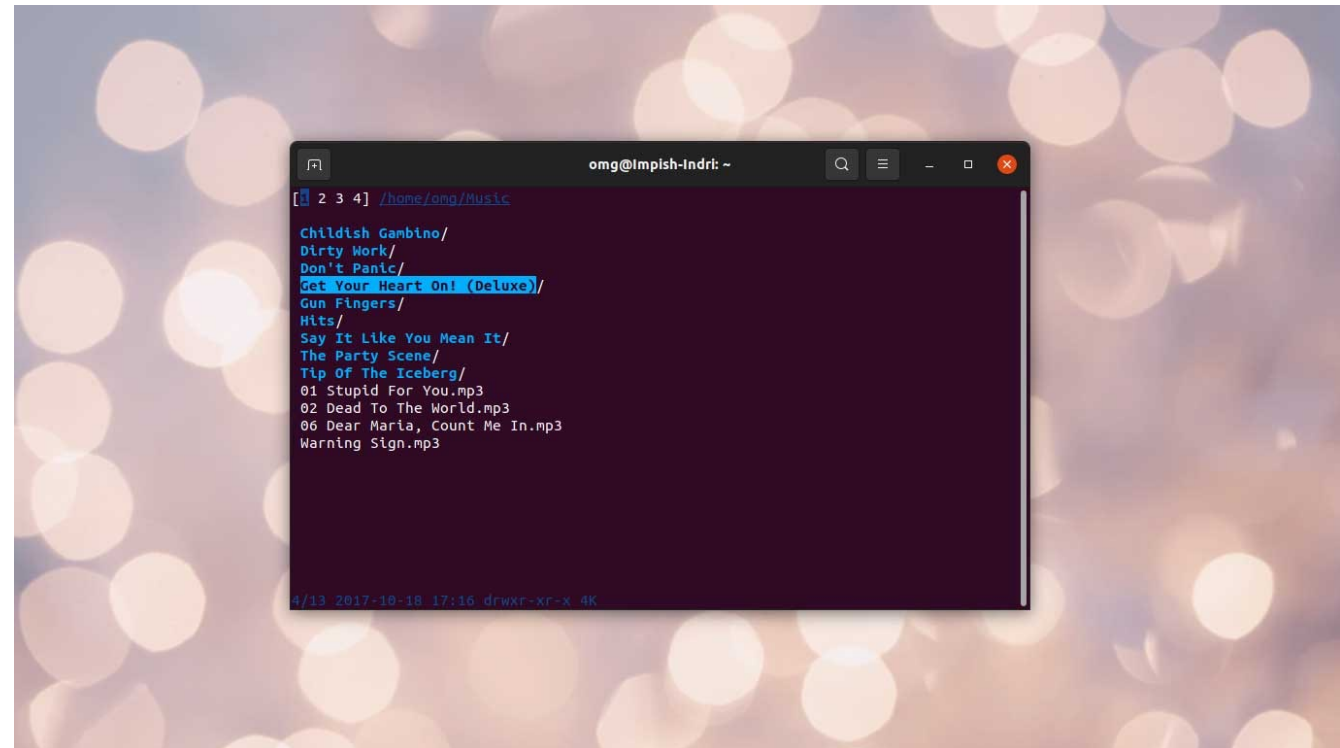 omg@Impish-Indri: ~
[1 2 3 4] /home/omg/Music
Childish Gambino/
Dirty Work/
Don't Panic/
Get Your Heart On! (Deluxe)/
Gun Fingers/
Hits/
Say It Like You Mean It/
The Party Scene/
Tip Of The Iceberg/
01 Stupid For You.mp3
02 Dead To The World.mp3
06 Dear Maria, Count Me In.mp3
Warning Sign.mp3
4/13 2017-10-18 17:16 drwxr-xr-x 4K